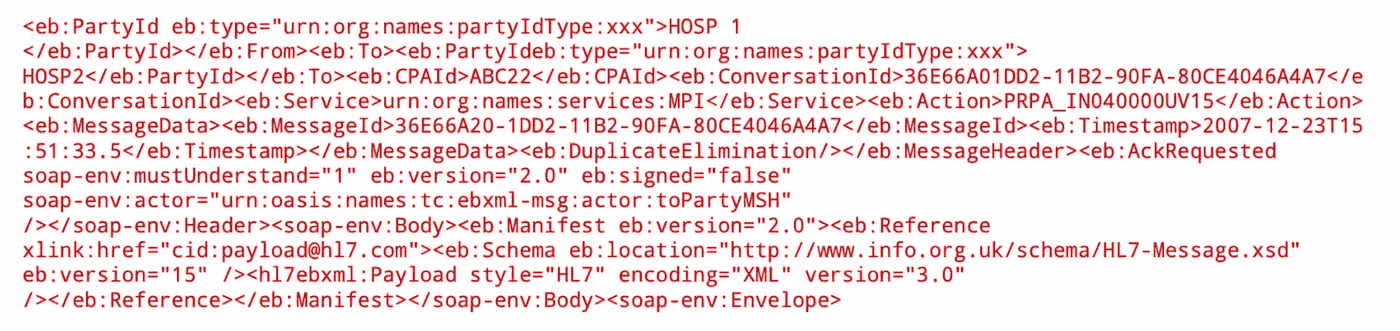 <eb:PartyId eb:type="urn:org:names:partyIdType:xxx">HOSP 1
</eb:PartyId></eb:From><eb:To><eb:PartyIdeb:type="urn:org:names:partyIdType:xxx">
HOSP2</eb:PartyId></eb:To><eb:CPAId>ABC22</eb:CPAId><eb:ConversationId>36E66A01DD2-11B2-90FA-80CE4046A4A7</e
b:ConversationId><eb:Service>urn:org:names:services:MPI</eb:Service><eb:Action>PRPA_IN040000UV15</eb:Action>
<eb:MessageData><eb:MessageId>36E66A20-1DD2-11B2-90FA-80CE4046A4A7</eb:MessageId><eb:Timestamp>2007-12-23T15
:51:33.5</eb:Timestamp></eb:MessageData><eb:DuplicateElimination/></eb:MessageHeader><eb:AckRequested
soap-env:mustUnderstand="1" eb:version="2.0" eb:signed="false"
soap-env:actor="urn:oasis:names:tc:ebxml-msg:actor:toPartyMSH"
/></soap-env:Header><soap-env:Body><eb:Manifest eb:version="2.0"><eb:Reference
xlink:href="cid:payload@hl7.com"><eb:Schema eb:location="http://www.info.org.uk/schema/HL7-Message.xsd"
eb:version="15" /><hl7ebxml:Payload style="HL7" encoding="XML" version="3.0"
/></eb:Reference></eb:Manifest></soap-env:Body><soap-env:Envelope>